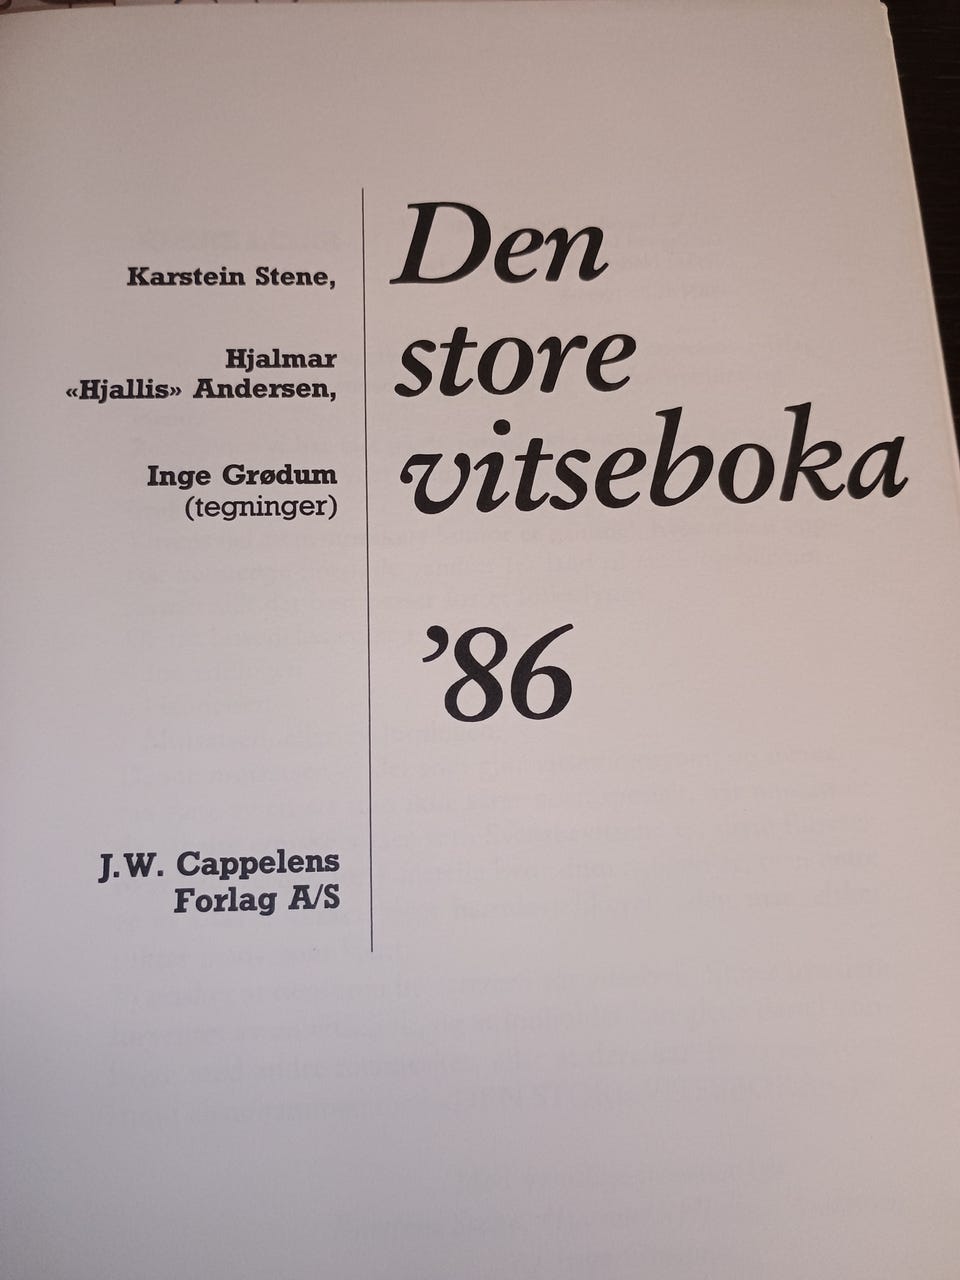 Karstein Stene,
Hjalmar
«Hjallis» Andersen,
Inge Grødum
(tegninger)
J.W. Cappelens
Forlag A/S
Den
store
vitseboka
’86